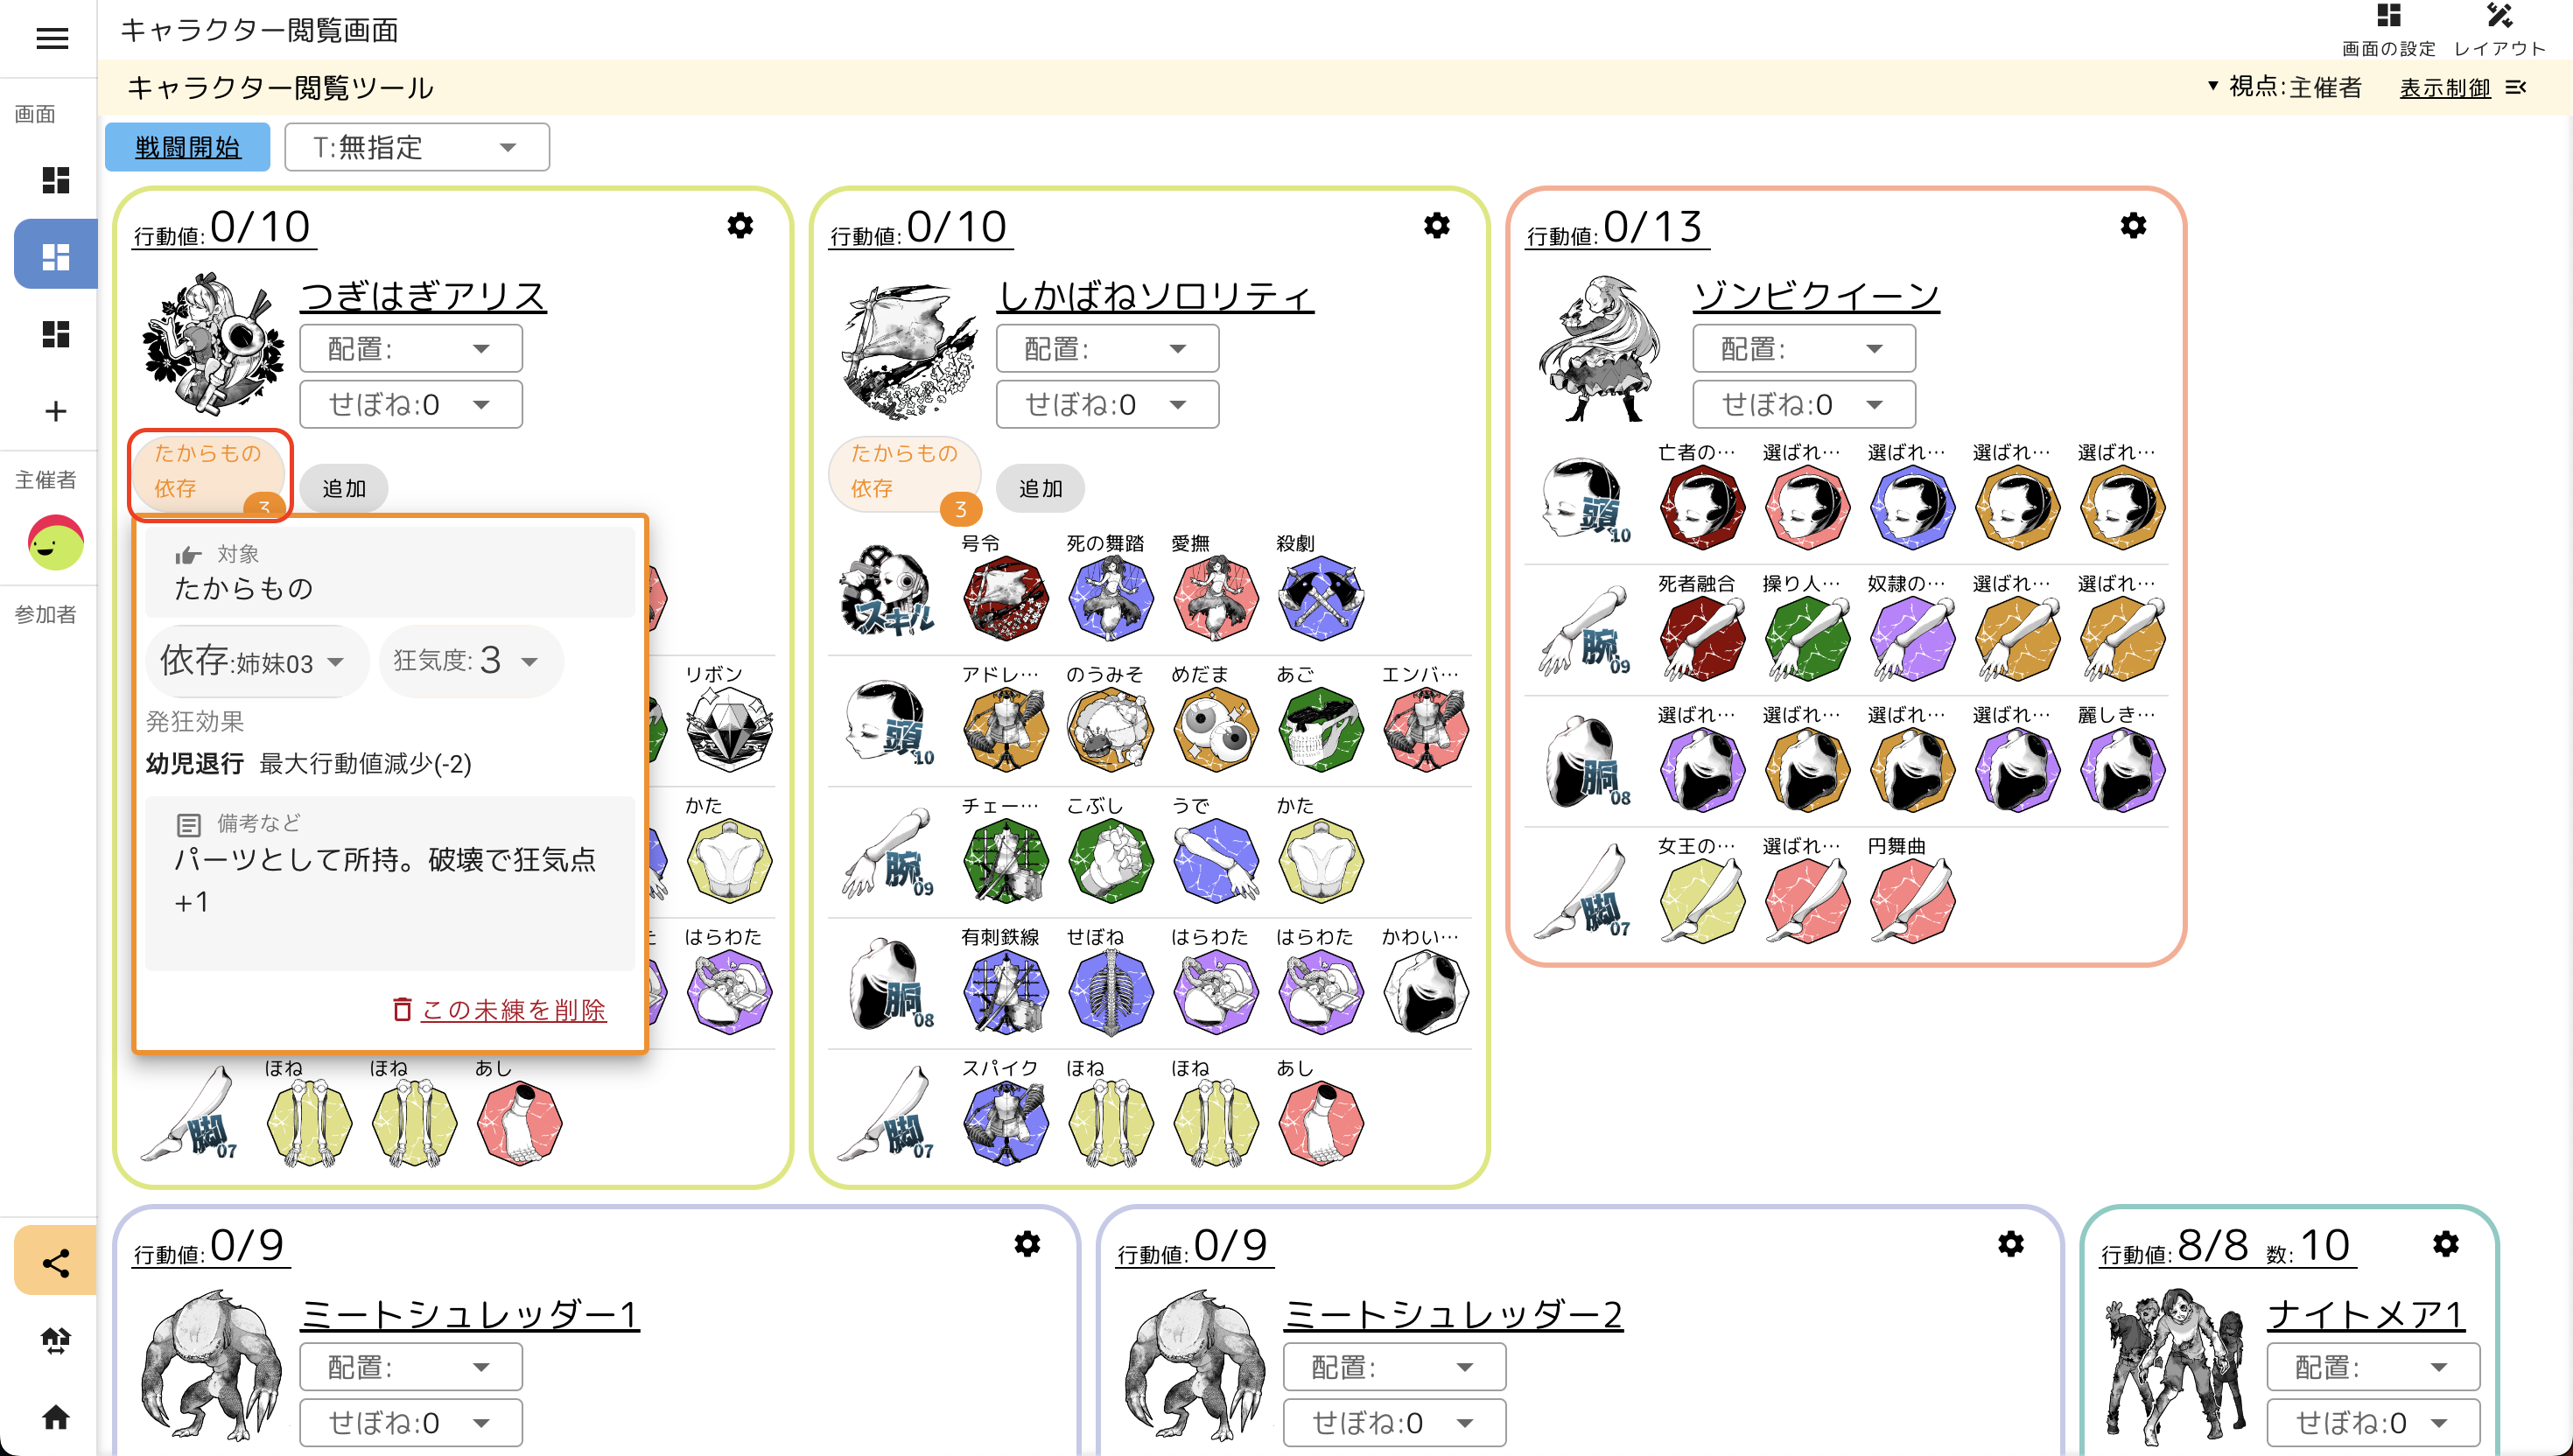 キャラクター閲覧画面
画面の設定 レイアウト
キャラクター閲覧ツール
▼ 視点:主催者 表示制御
画面
主催者
参加者
戦闘開始 T:無指定
行動値:0/10
つぎはぎアリス
配置:
せぼね:0
たからもの
依存
3
追加
対象
たからもの
依存:姉妹03 狂気度:3
発狂効果
幼児退行 最大行動値減少(-2)
備考など
パーツとして所持。破壊で狂気点
+1
この未練を削除
リボン
かた
はらわた
脚07 ほね ほね あし
行動値:0/10
しかばねソロリティ
配置:
せぼね:0
たからもの
依存
3
追加
スキル 号令 死の舞踏 愛撫 殺劇
頭10 アドレ… のうみそ めだま あご エンバ…
腕09 チェー… こぶし うで かた
胴08 有刺鉄線 せぼね はらわた はらわた かわい…
脚07 スパイク ほね ほね あし
行動値:0/13
ゾンビクイーン
配置:
せぼね:0
頭10 亡者の… 選ばれ… 選ばれ… 選ばれ… 選ばれ…
腕09 死者融合 操り人… 奴隷の… 選ばれ… 選ばれ…
胴08 選ばれ… 選ばれ… 選ばれ… 選ばれ… 麗しき…
脚07 女王の… 選ばれ… 円舞曲
行動値:0/9
ミートシュレッダー1
配置:
せぼね:0
行動値:0/9
ミートシュレッダー2
配置:
せぼね:0
行動値:8/8 数:10
ナイトメア1
配置:
せぼね:0